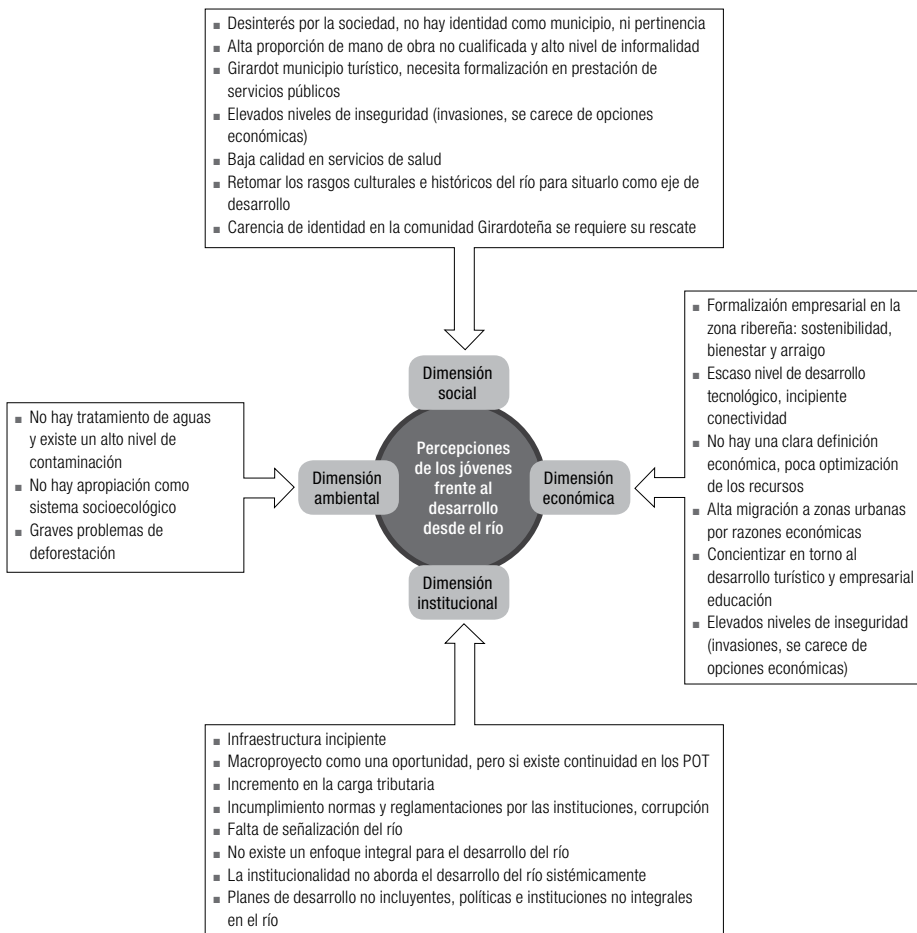 ▪ Desinterés por la sociedad, no hay identidad como municipio, ni pertinencia
▪ Alta proporción de mano de obra no cualificada y alto nivel de informalidad
▪ Girardot municipio turístico, necesita formalización en prestación de
servicios públicos
▪ Elevados niveles de inseguridad (invasiones, se carece de opciones
económicas)
▪ Baja calidad en servicios de salud
▪ Retomar los rasgos culturales e históricos del río para situarlo como eje de
desarrollo
▪ Carencia de identidad en la comunidad Girardoteña se requiere su rescate
Dimensión
social
▪ No hay tratamiento de aguas
y existe un alto nivel de
contaminación
▪ No hay apropiación como
sistema socioecológico
▪ Graves problemas de
deforestación
Dimensión
ambiental
Percepciones
de los jóvenes
frente al
desarrollo
desde el río
Dimensión
económica
▪ Formalizaión empresarial en la
zona ribereña: sostenibilidad,
bienestar y arraigo
▪ Escaso nivel de desarrollo
tecnológico, incipiente
conectividad
▪ No hay una clara definición
económica, poca optimización
de los recursos
▪ Alta migración a zonas urbanas
por razones económicas
▪ Concientizar en torno al
desarrollo turístico y empresarial
educación
▪ Elevados niveles de inseguridad
(invasiones, se carece de
opciones económicas)
Dimensión
institucional
▪ Infraestructura incipiente
▪ Macroproyecto como una oportunidad, pero si existe continuidad en los POT
▪ Incremento en la carga tributaria
▪ Incumplimiento normas y reglamentaciones por las instituciones, corrupción
▪ Falta de señalización del río
▪ No existe un enfoque integral para el desarrollo del río
▪ La institucionalidad no aborda el desarrollo del río sistémicamente
▪ Planes de desarrollo no incluyentes, políticas e instituciones no integrales
en el río